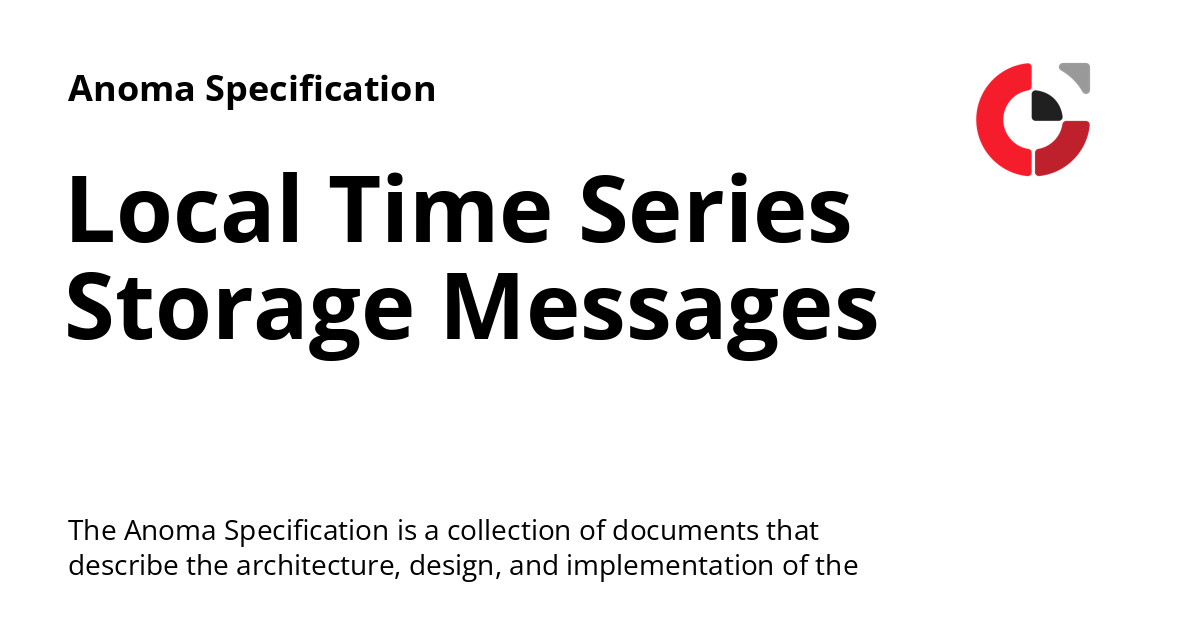 Anoma Specification
Local Time Series
Storage Messages
The Anoma Specification is a collection of documents that
describe the architecture, design, and implementation of the